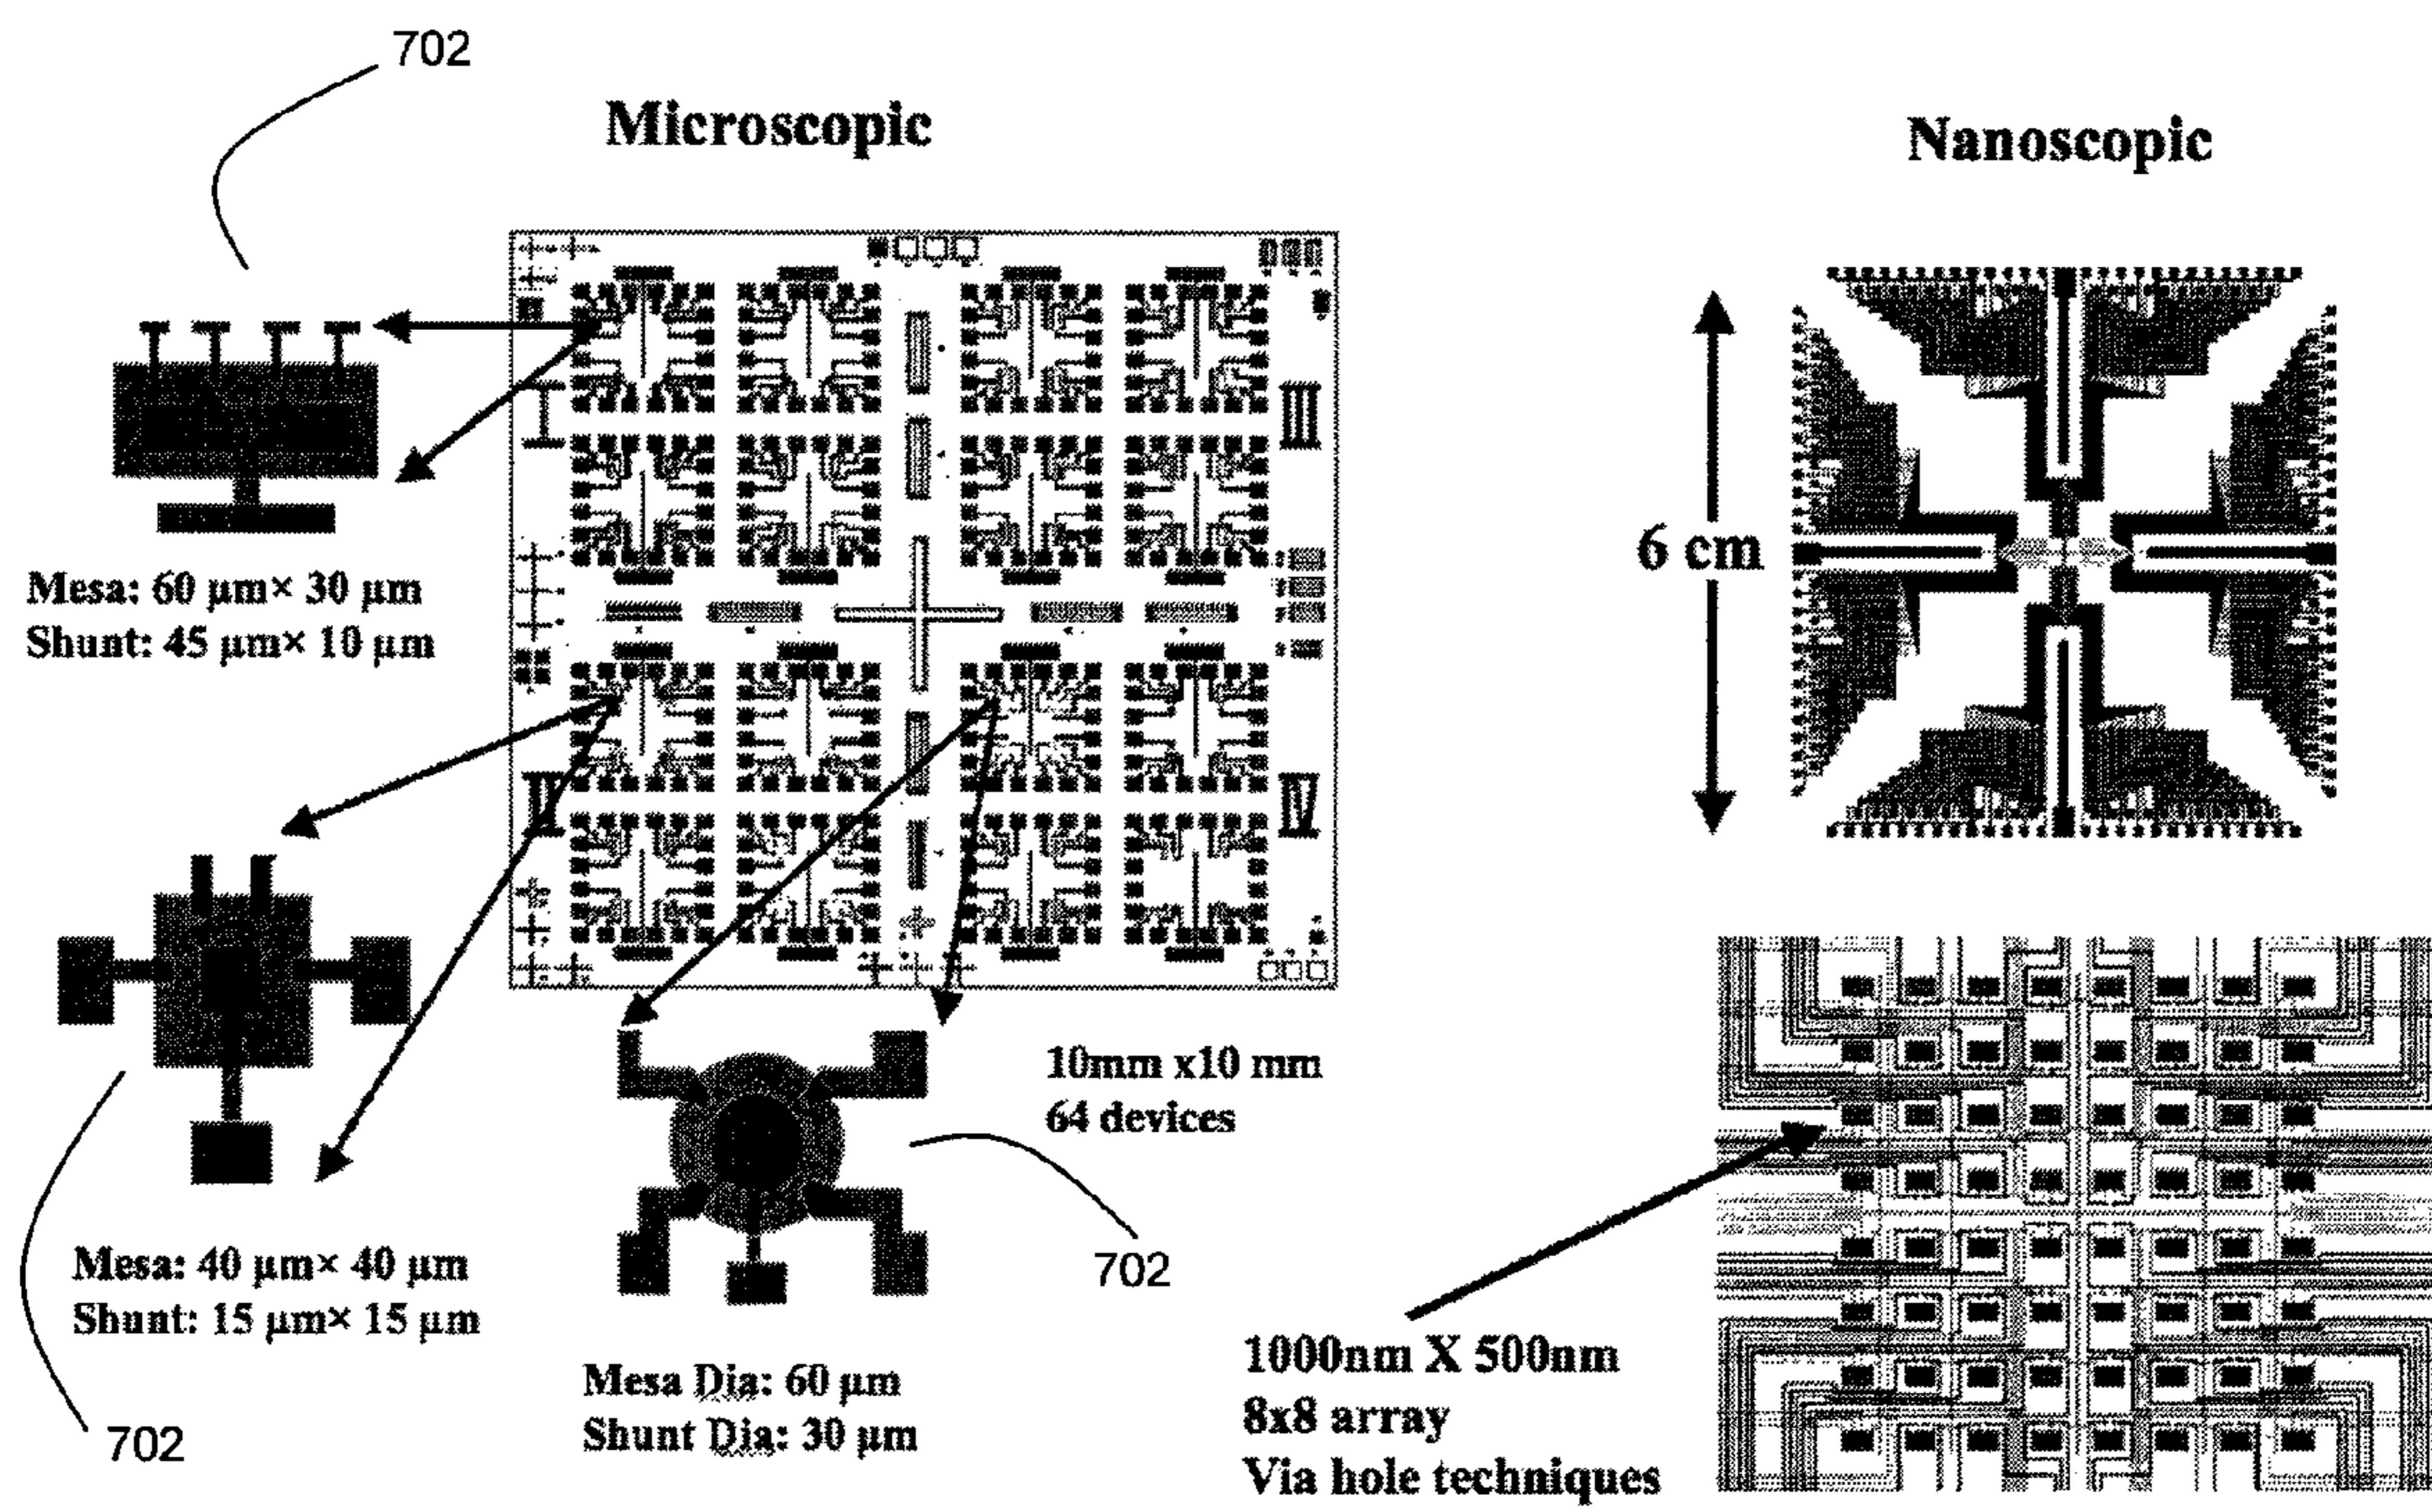 702
Microscopic
Nanoscopic
I
III
6 cm
Mesa: 60 µm× 30 µm
Shunt: 45 µm× 10 µm
II
IV
10mm x10 mm
64 devices
702
Mesa: 40 µm× 40 µm
Shunt: 15 µm× 15 µm
702
Mesa Dia: 60 µm
Shunt Dia: 30 µm
1000nm X 500nm
8x8 array
Via hole techniques